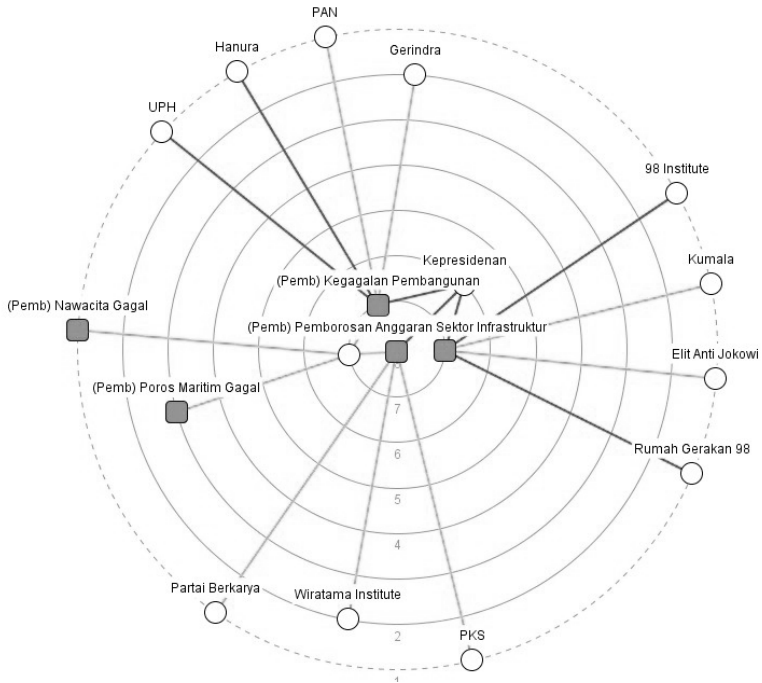 PAN
Hanura
Gerindra
UPH
98 Institute
Kepresidenan
Kumala
(Pemb) Kegagalan Pembangunan
(Pemb) Nawacita Gagal
(Pemb) Pemborosan Anggaran Sektor Infrastruktur
Elit Anti Jokowi
(Pemb) Poros Maritim Gagal
7
Rumah Gerakan 98
6
5
4
Partai Berkarya
Wiratama Institute
2
PKS
1